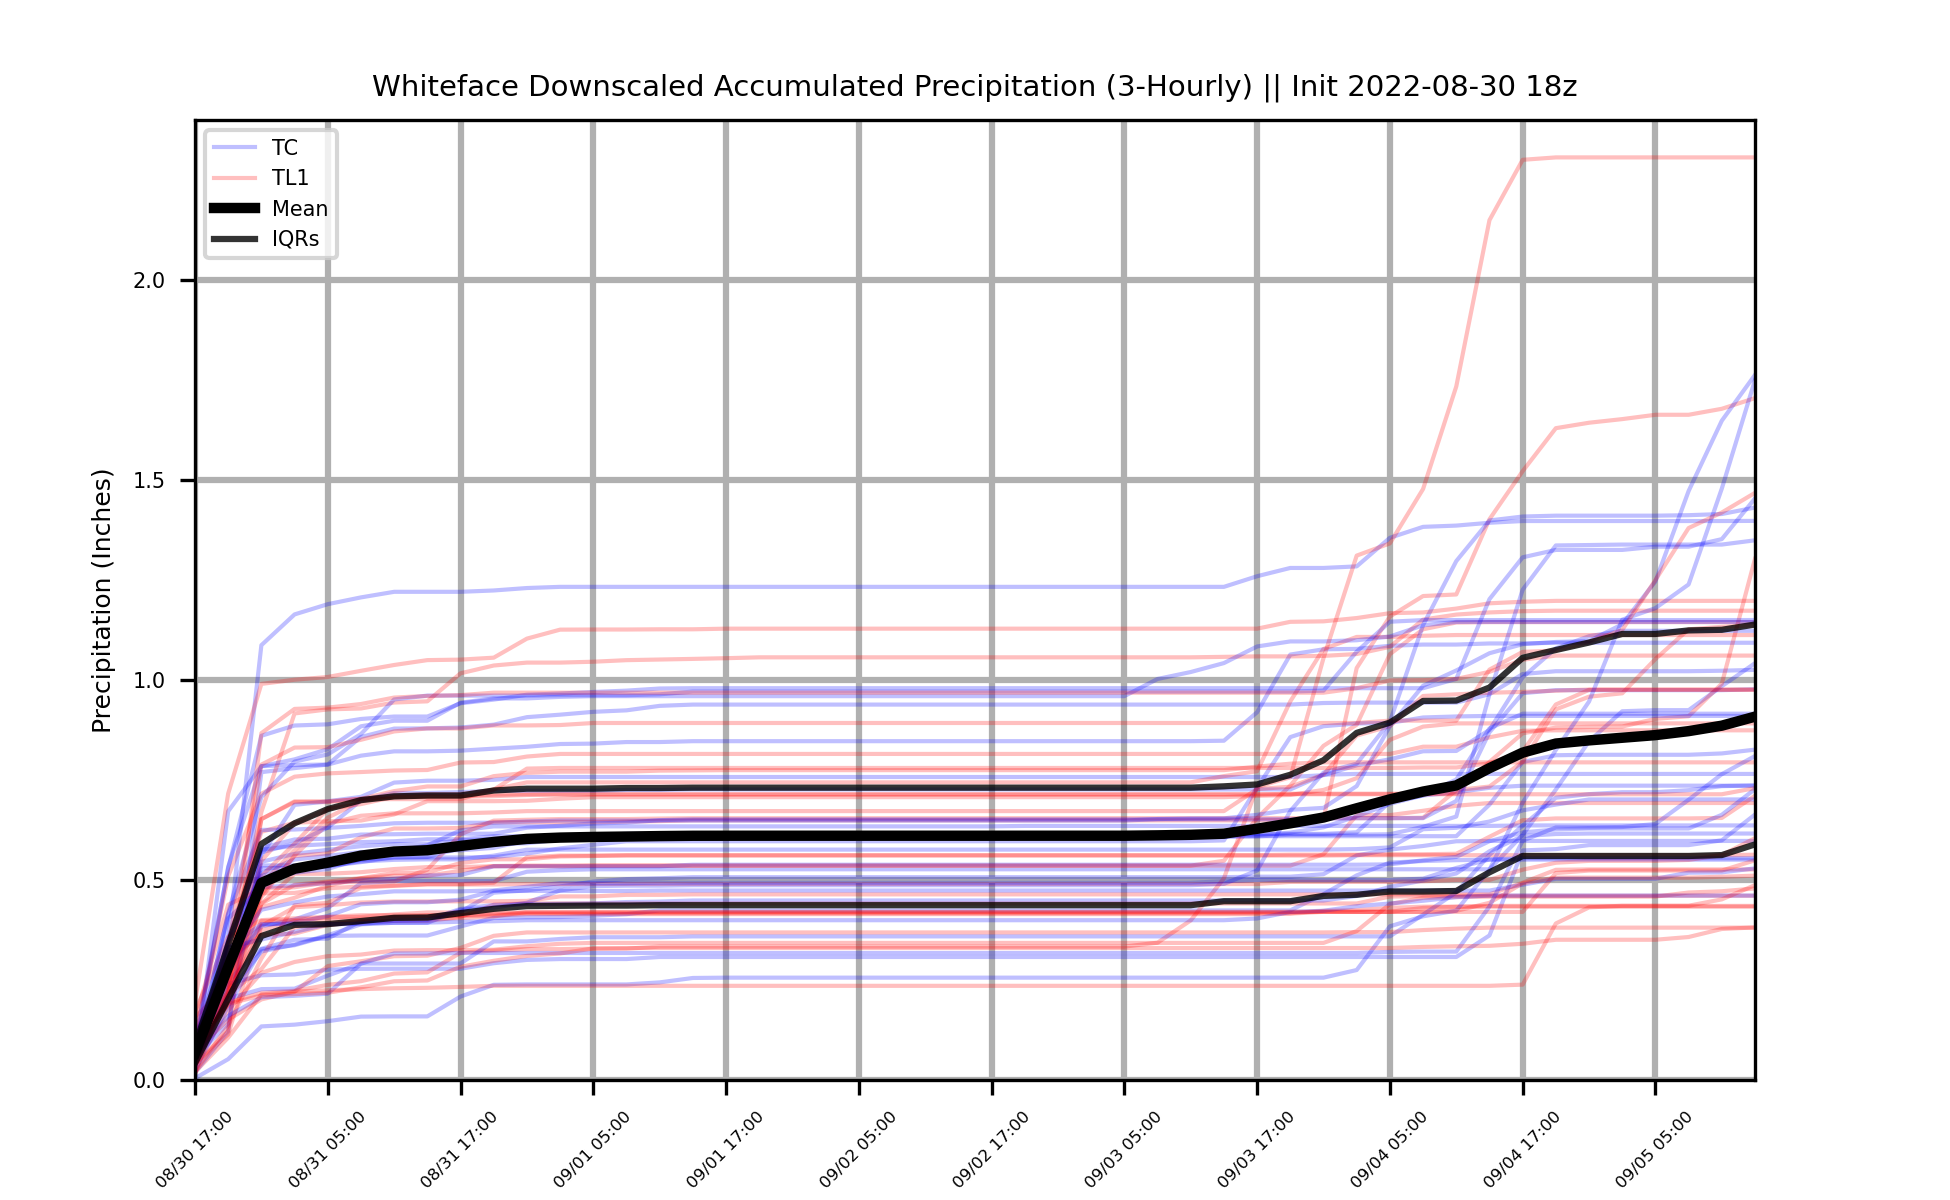 Whiteface Downscaled Accumulated Precipitation (3-Hourly) || Init 2022-08-30 18z
TC
TL1
Mean
IQRs
Precipitation (Inches)
2.0
1.5
1.0
0.5
0.0
08/30 17:00
08/31 05:00
08/31 17:00
09/01 05:00
09/01 17:00
09/02 05:00
09/02 17:00
09/03 05:00
09/03 17:00
09/04 05:00
09/04 17:00
09/05 05:00